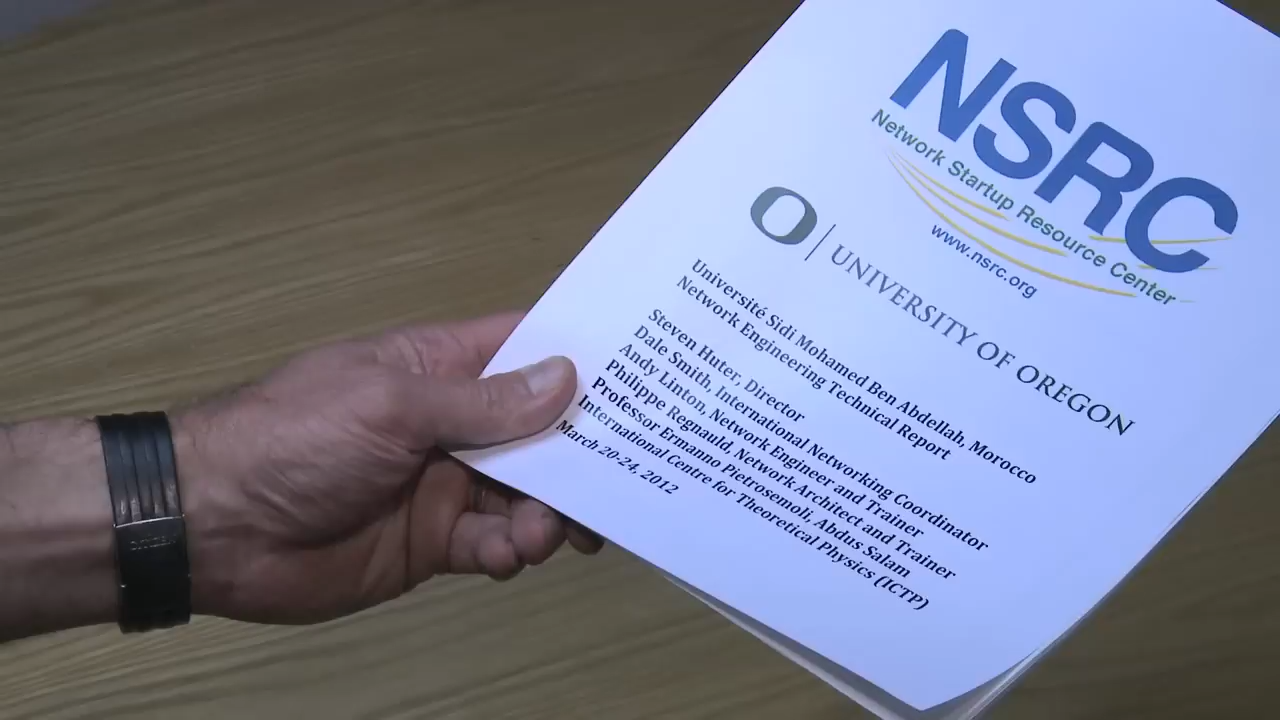 NSRC
Network Startup Resource Center
www.nsrc.org
O | UNIVERSITY OF OREGON
Université Sidi Mohamed Ben Abdellah, Morocco
Network Engineering Technical Report
Steven Huter, Director
Dale Smith, International Networking Coordinator
Andy Linton, Network Engineer and Trainer
Philippe Regnauld, Network Architect and Trainer
Professor Ermanno Pietrosemoli, Abdus Salam
International Centre for Theoretical Physics (ICTP)
March 20-24, 2012
CITIZEN